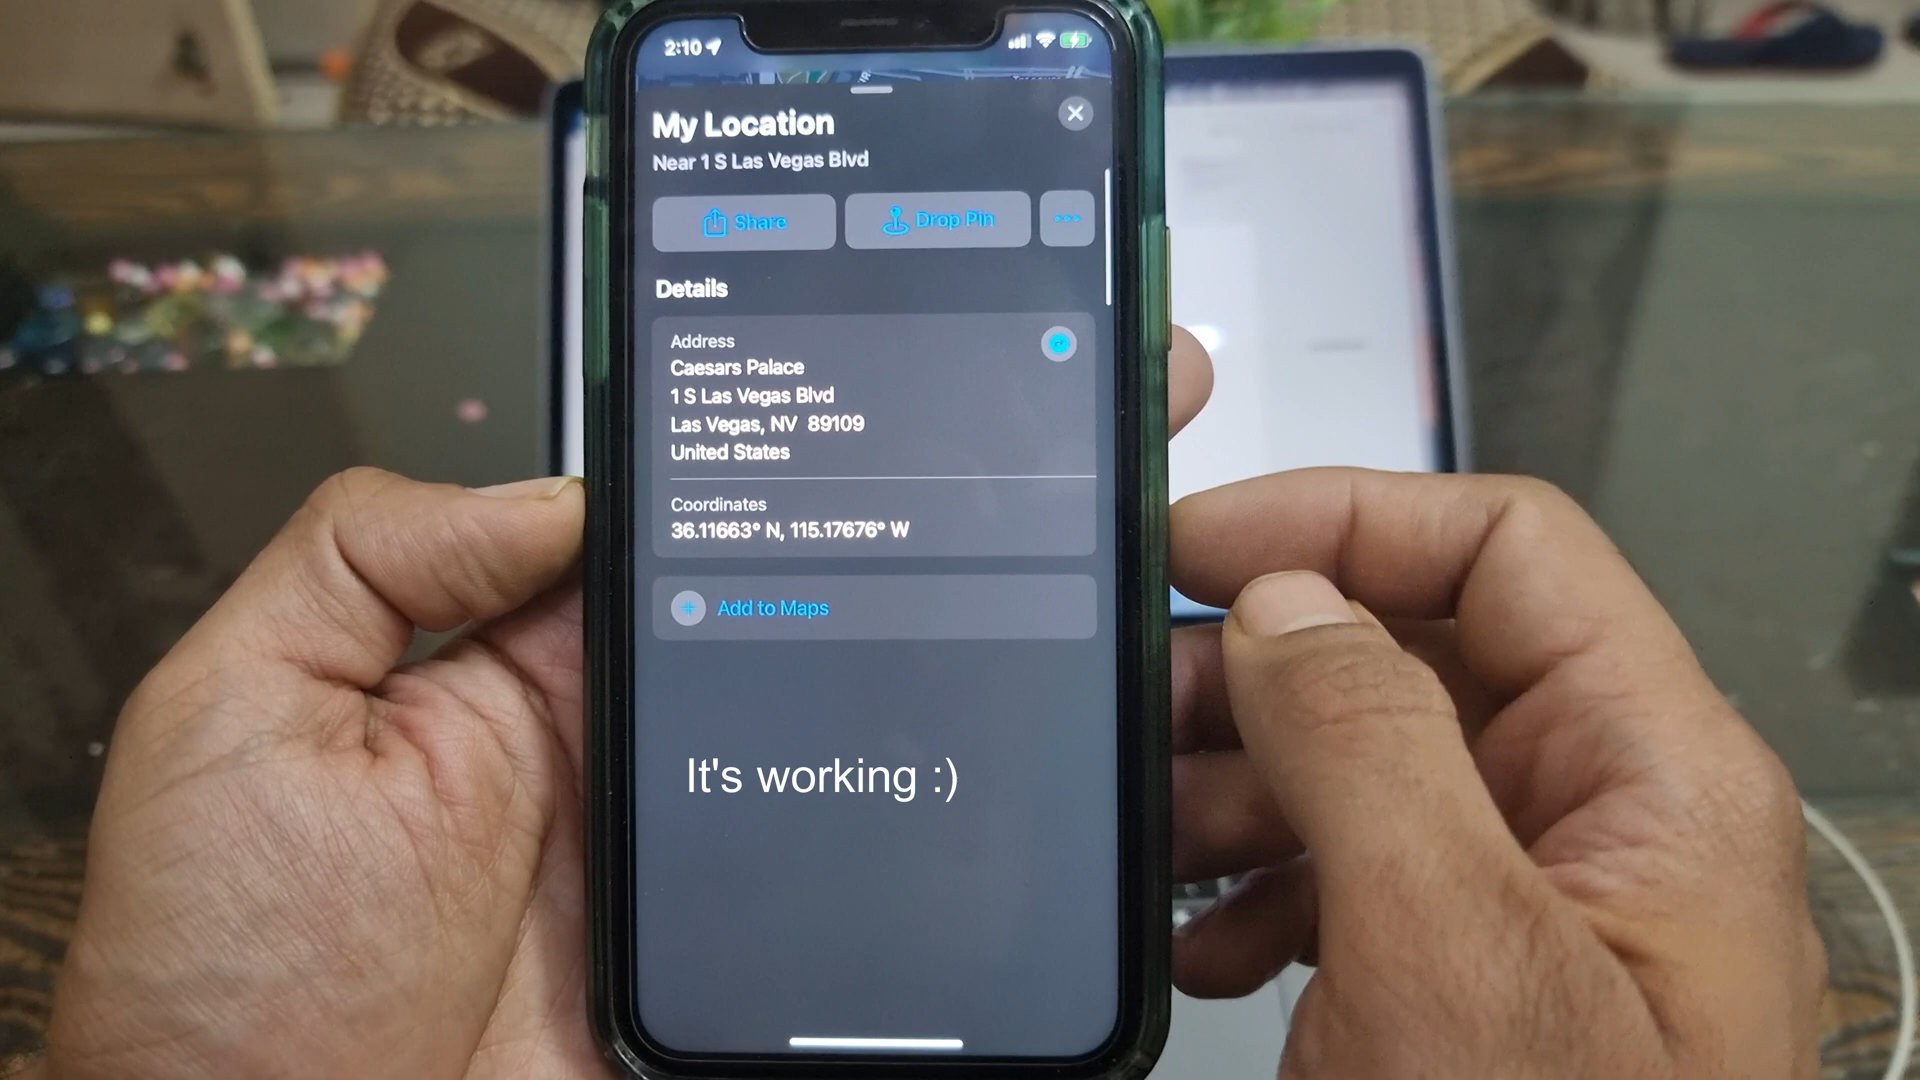 2:10
My Location
Near 1 S Las Vegas Blvd
Share
Drop Pin
Details
Address
Caesars Palace
1 S Las Vegas Blvd
Las Vegas, NV 89109
United States
Coordinates
36.11663° N, 115.17676° W
Add to Maps
It's working :)